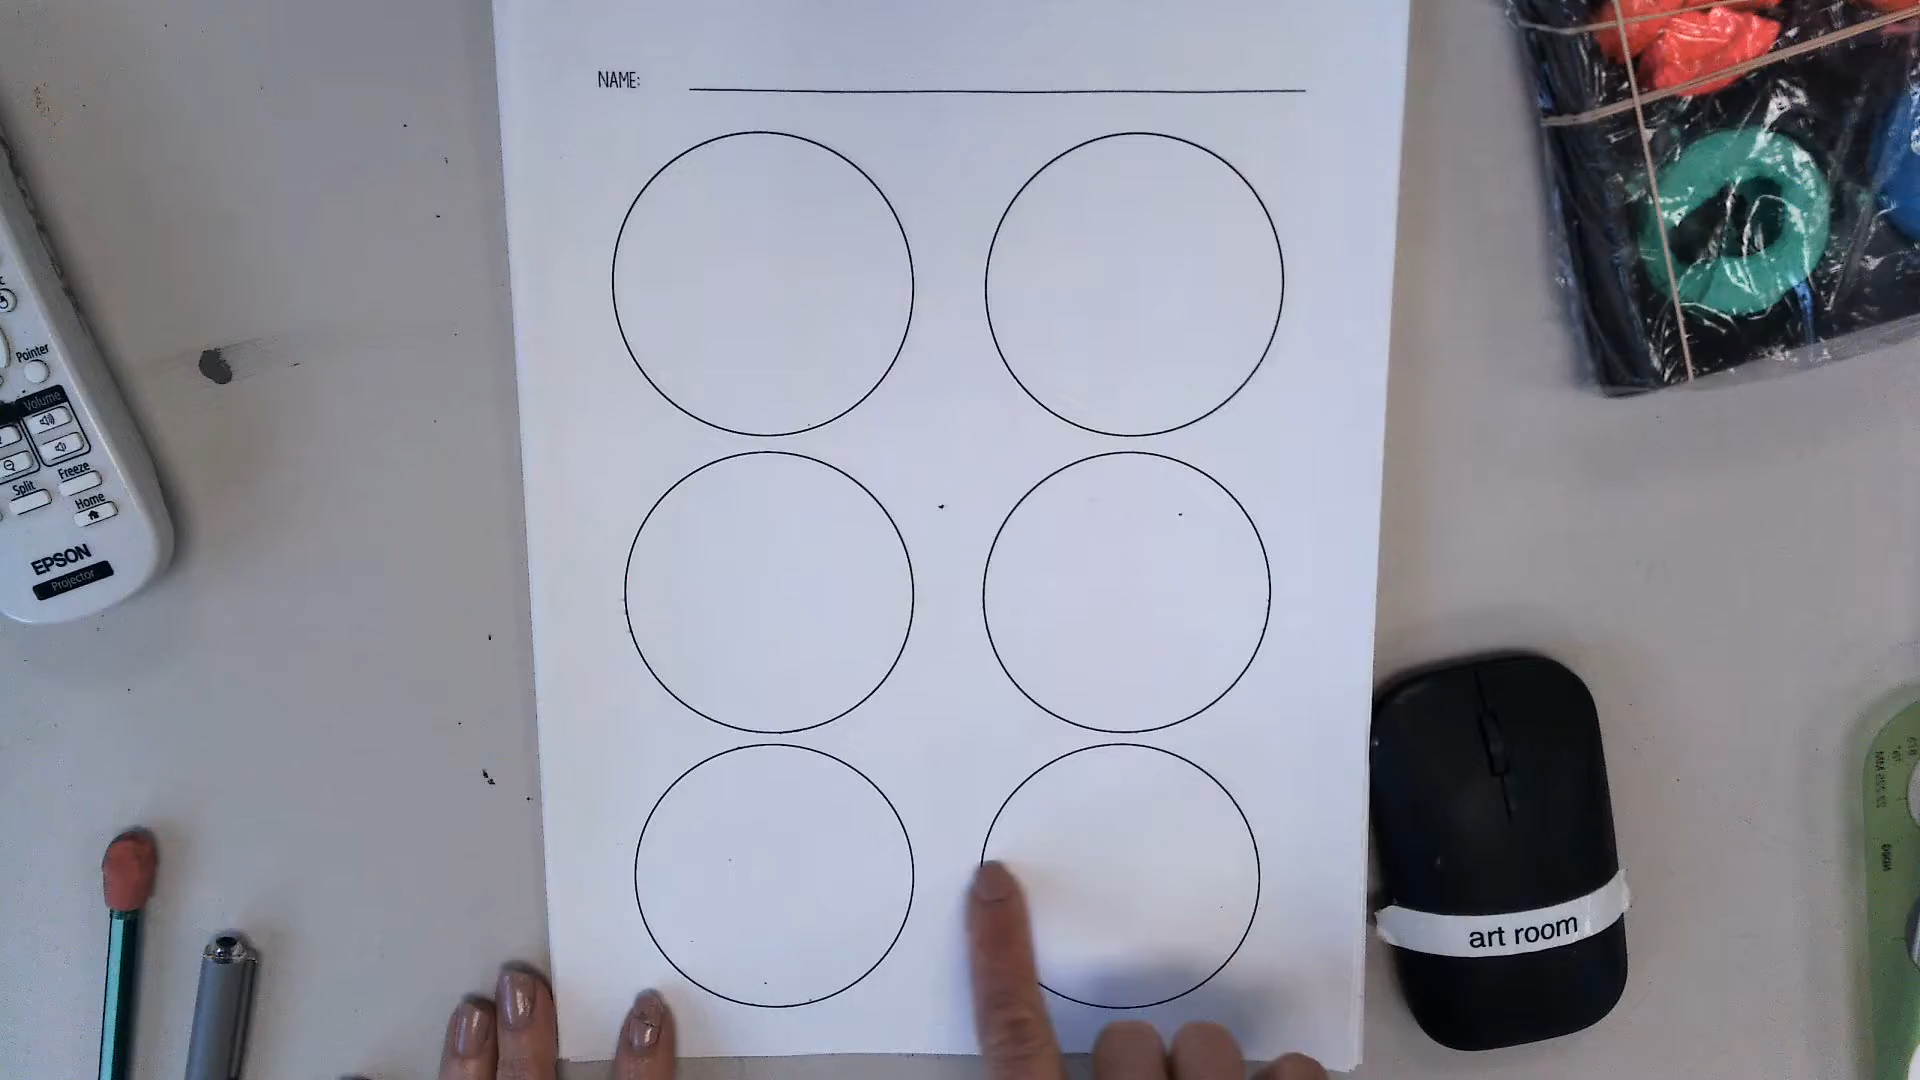 NAME:
Pointer
Volume
Freeze
Split
Home
EPSON
Projector
art room